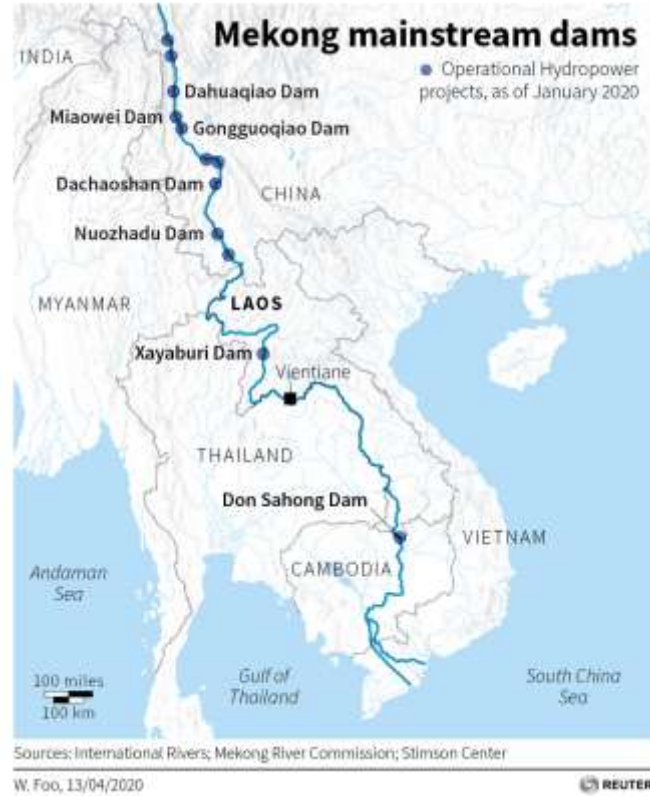 Mekong mainstream dams
Operational Hydropower
projects, as of January 2020
INDIA
Dahuaqiao Dam
Miaowei Dam
Gongguoqiao Dam
Dachaoshan Dam
CHINA
Nuozhadu Dam
MYANMAR
LAOS
Xayaburi Dam
Vientiane
THAILAND
Don Sahong Dam
VIETNAM
CAMBODIA
Andaman
Sea
100 miles
100 km
Gulf of
Thailand
South China
Sea
Sources: International Rivers; Mekong River Commission; Stimson Center
W. Foo, 13/04/2020
REUTER